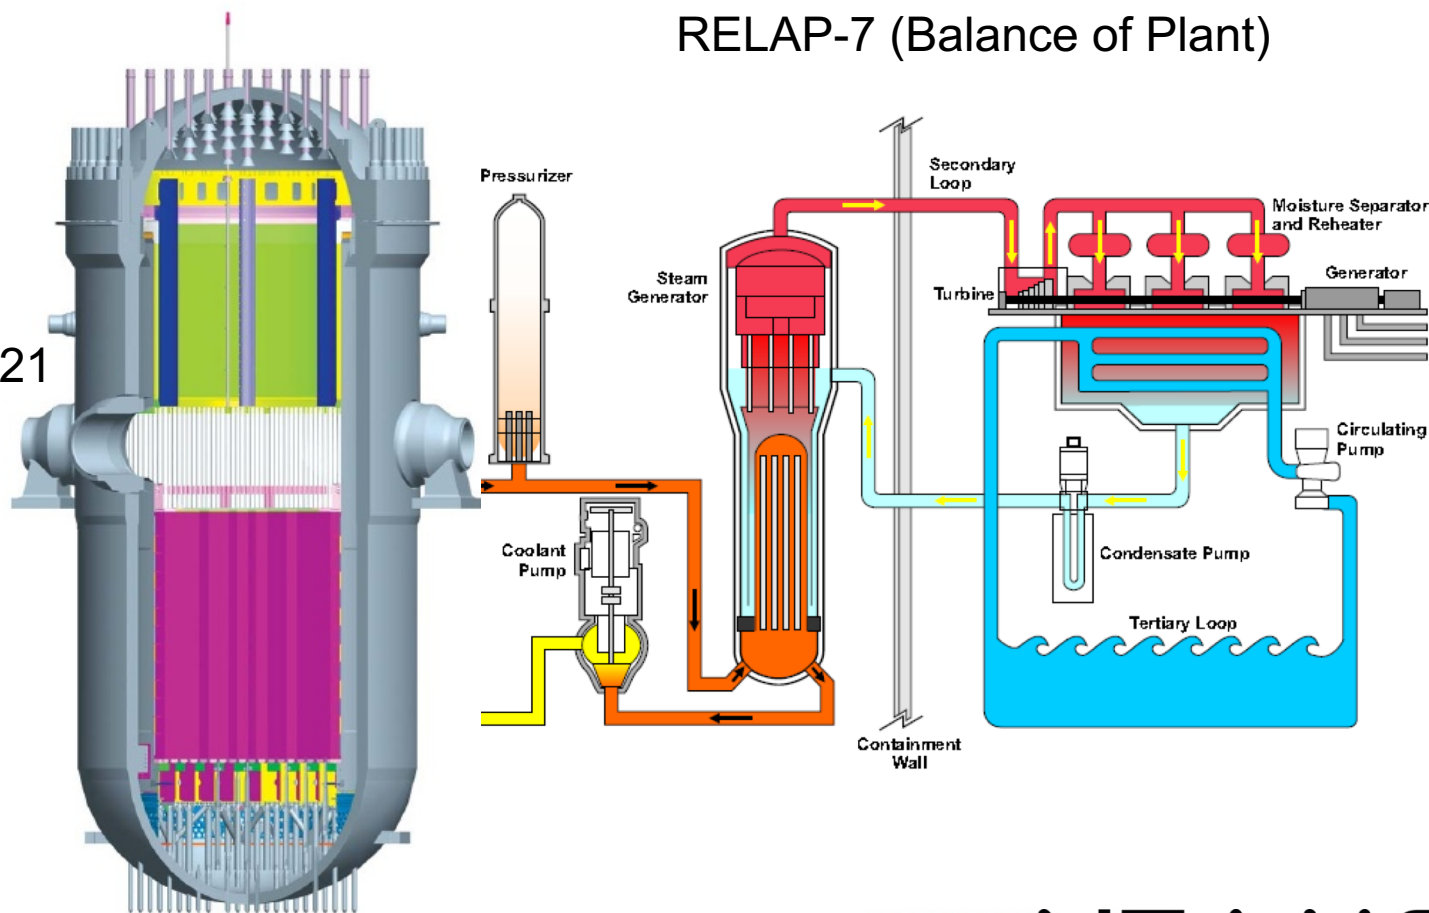 RELAP-7 (Balance of Plant)
21
Pressurizer
Secondary
Loop
Moisture Separator
and Reheater
Steam
Generator
Turbine
Generator
Circulating
Pump
Coolant
Pump
Condensate Pump
Tertiary Loop
Containment
Wall